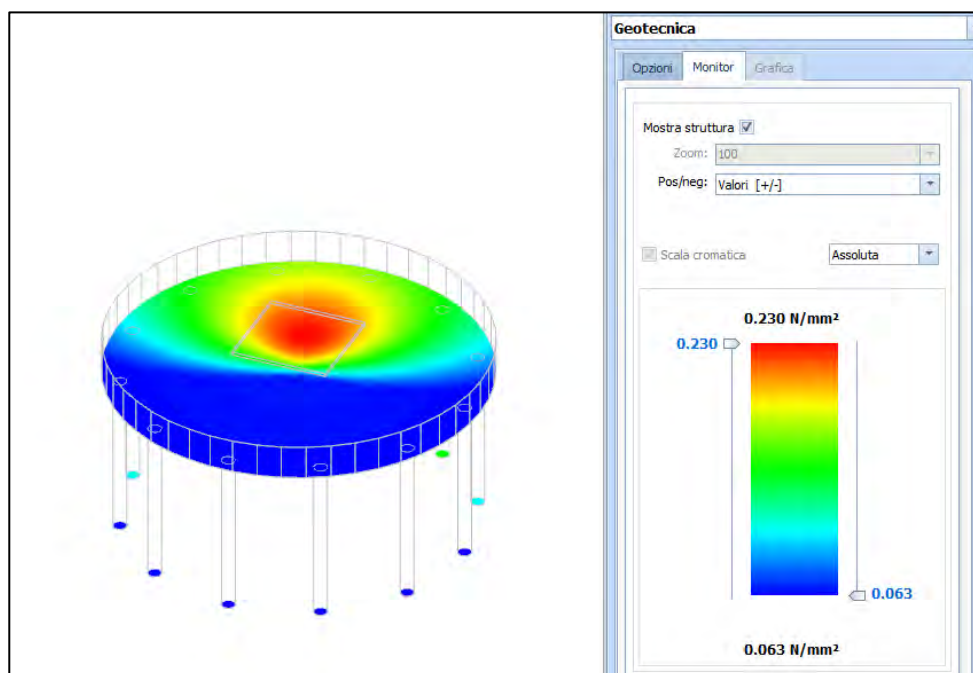 Geotecnica
Opzioni Monitor Grafica
Mostra struttura
Zoom: 100
Pos/neg: Valori [+/-]
Scala cromatica Assoluta
0.230 N/mm²
0.230
0.063
0.063 N/mm²